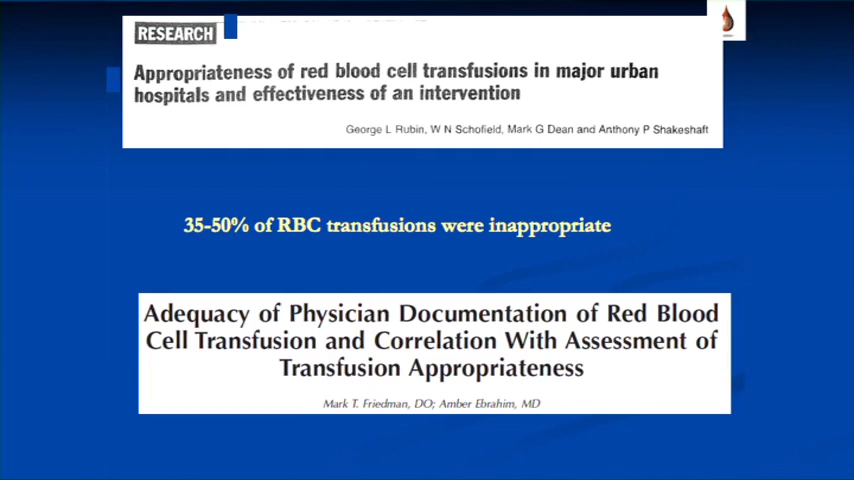 RESEARCH
Appropriateness of red blood cell transfusions in major urban
hospitals and effectiveness of an intervention
George L Rubin, W N Schofield, Mark G Dean and Anthony P Shakeshaft
35-50% of RBC transfusions were inappropriate
Adequacy of Physician Documentation of Red Blood
Cell Transfusion and Correlation With Assessment of
Transfusion Appropriateness
Mark T. Friedman, DO; Amber Ebrahim, MD